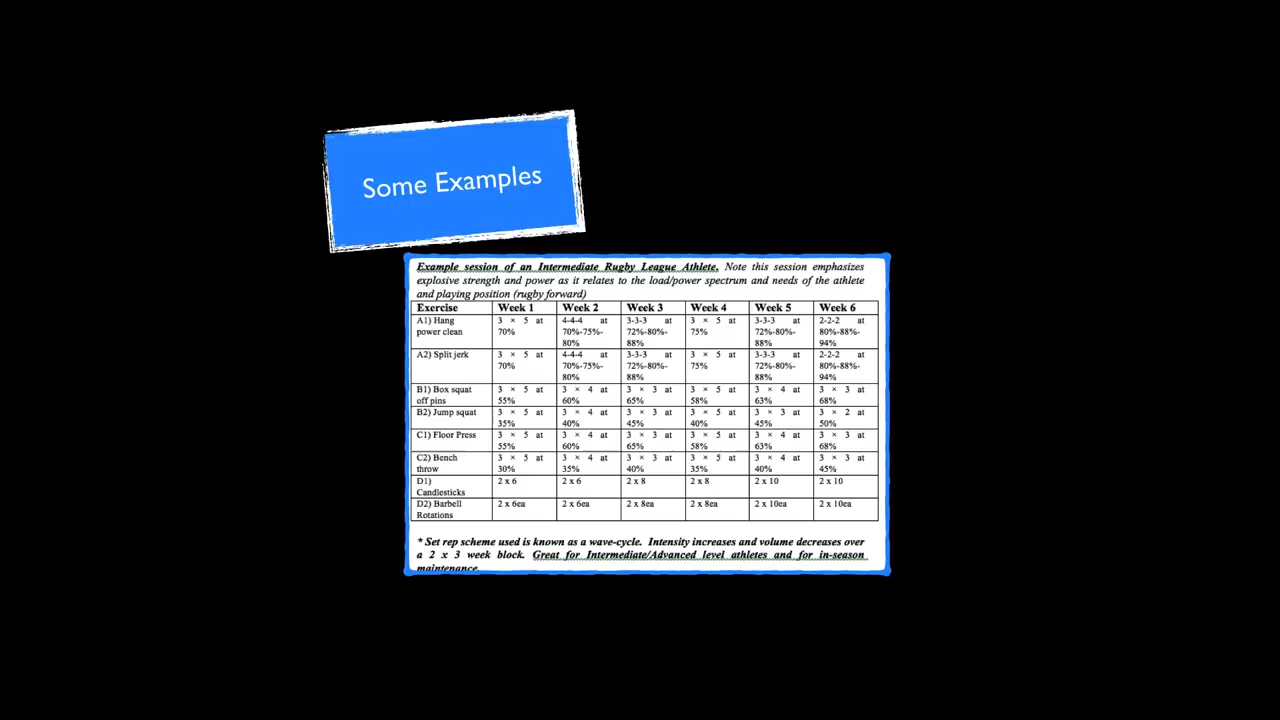 Some Examples
Example session of an Intermediate Rugby League Athlete. Note this session emphasizes
explosive strength and power as it relates to the load/power spectrum and needs of the athlete
and playing position (rugby forward)
Exercise Week 1 Week 2 Week 3 Week 4 Week 5 Week 6
A1) Hang 3 × 5 at 4-4-4 at 3-3-3 at 3 × 5 at 3-3-3 at 2-2-2 at
power clean 70% 70%-75%- 72%-80%- 75% 72%-80%- 80%-88%-
80% 88% 88% 94%
A2) Split jerk 3 × 5 at 4-4-4 at 3-3-3 at 3 × 5 at 3-3-3 at 2-2-2 at
70% 70%-75%- 72%-80%- 75% 72%-80%- 80%-88%-
80% 88% 88% 94%
B1) Box squat 3 × 5 at 3 × 4 at 3 × 3 at 3 × 5 at 3 × 4 at 3 × 3 at
off pins 55% 60% 65% 58% 63% 68%
B2) Jump squat 3 × 5 at 3 × 4 at 3 × 3 at 3 × 5 at 3 × 3 at 3 × 2 at
35% 40% 45% 40% 45% 50%
C1) Floor Press 3 × 5 at 3 × 4 at 3 × 3 at 3 × 5 at 3 × 4 at 3 × 3 at
55% 60% 65% 58% 63% 68%
C2) Bench 3 × 5 at 3 × 4 at 3 × 3 at 3 × 5 at 3 × 4 at 3 × 3 at
throw 30% 35% 40% 35% 40% 45%
D1) 2 x 6 2 x 6 2 x 8 2 x 8 2 x 10 2 x 10
Candlesticks
D2) Barbell 2 x 6ea 2 x 6ea 2 x 8ea 2 x 8ea 2 x 10ea 2 x 10ea
Rotations
* Set rep scheme used is known as a wave-cycle. Intensity increases and volume decreases over
a 2 x 3 week block. Great for Intermediate/Advanced level athletes and for in-season
maintenance.